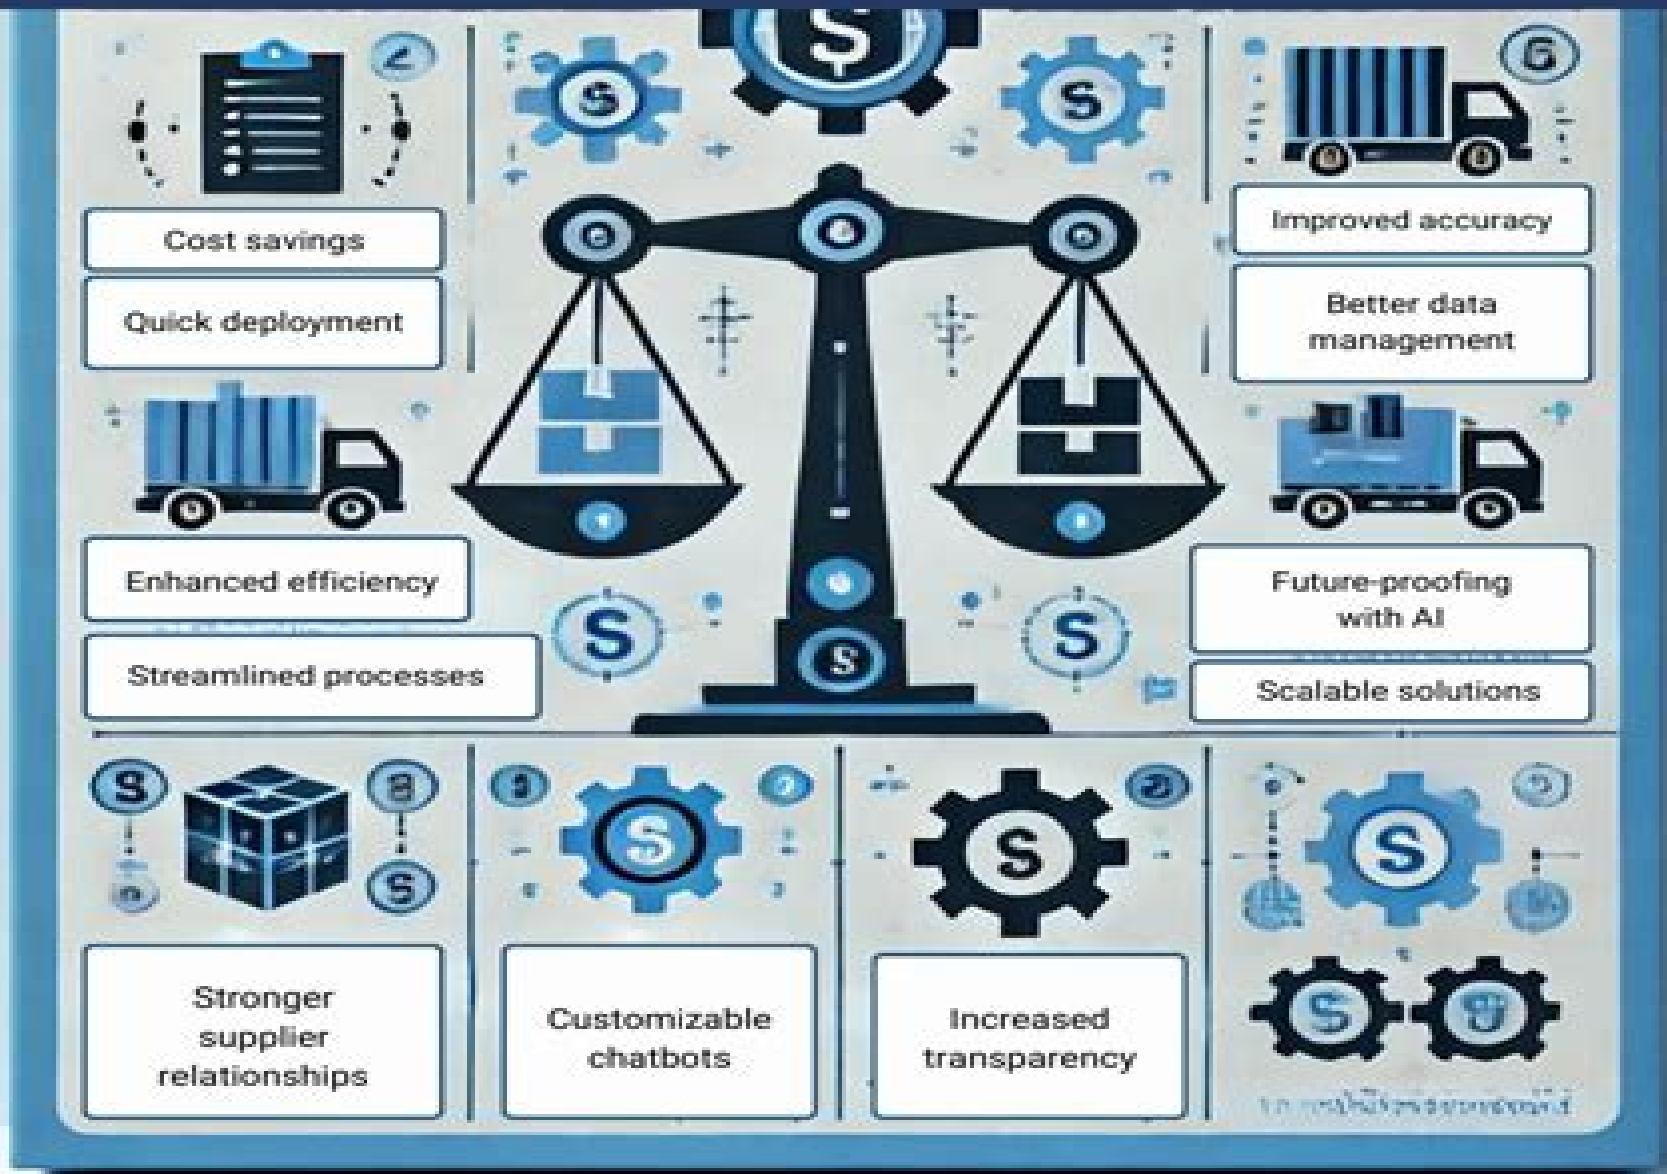 Cost savings
Quick deployment
Improved accuracy
Better data
management
Enhanced efficiency
Streamlined processes
Future-proofing
with AI
Scalable solutions
Stronger
supplier
relationships
Customizable
chatbots
Increased
transparency